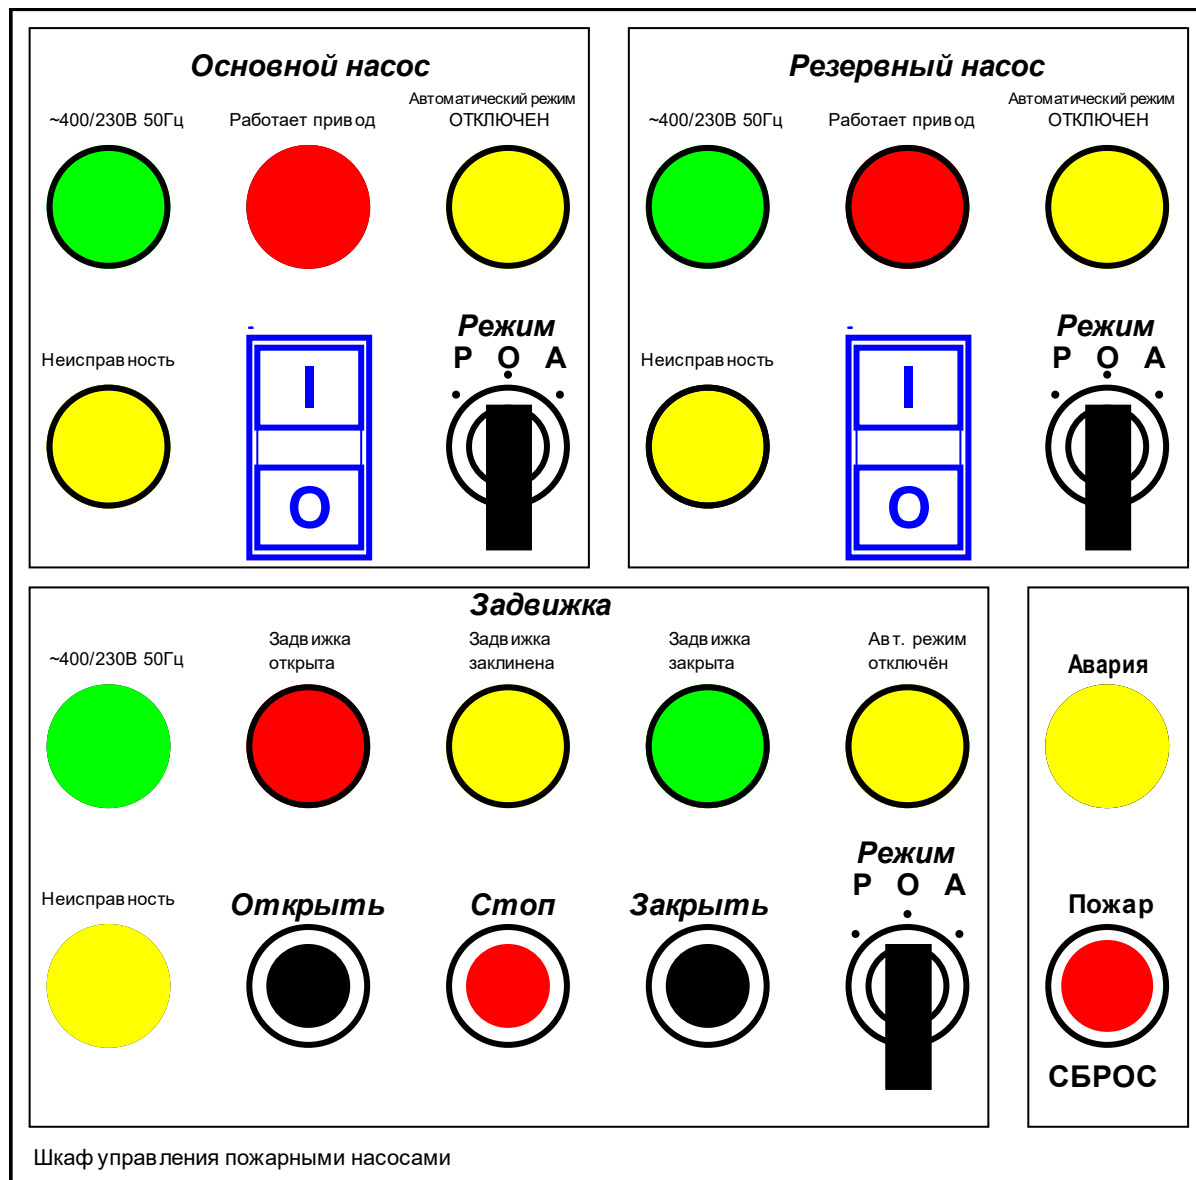 Основной насос
~400/230В 50Гц
Работает привод
Автоматический режим
ОТКЛЮЧЕН
Неисправность
I
O
Режим
Р О А
Резервный насос
~400/230В 50Гц
Работает привод
Автоматический режим
ОТКЛЮЧЕН
Неисправность
I
O
Режим
Р О А
Задвижка
~400/230В 50Гц
Задвижка
открыта
Задвижка
заклинена
Задвижка
закрыта
Авт. режим
отключён
Неисправность
Открыть
Стоп
Закрыть
Режим
Р О А
Авария
Пожар
СБРОС
Шкаф управления пожарными насосами